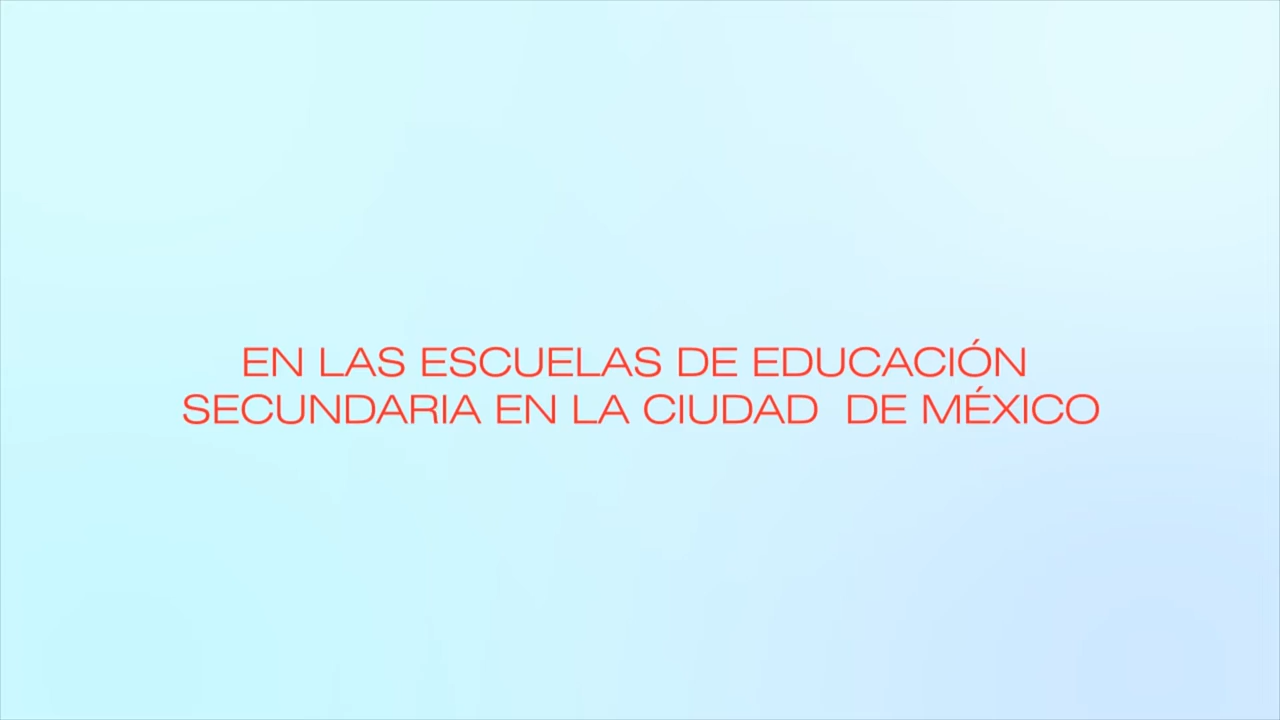 EN LAS ESCUELAS DE EDUCACIÓN
SECUNDARIA EN LA CIUDAD  DE MÉXICO